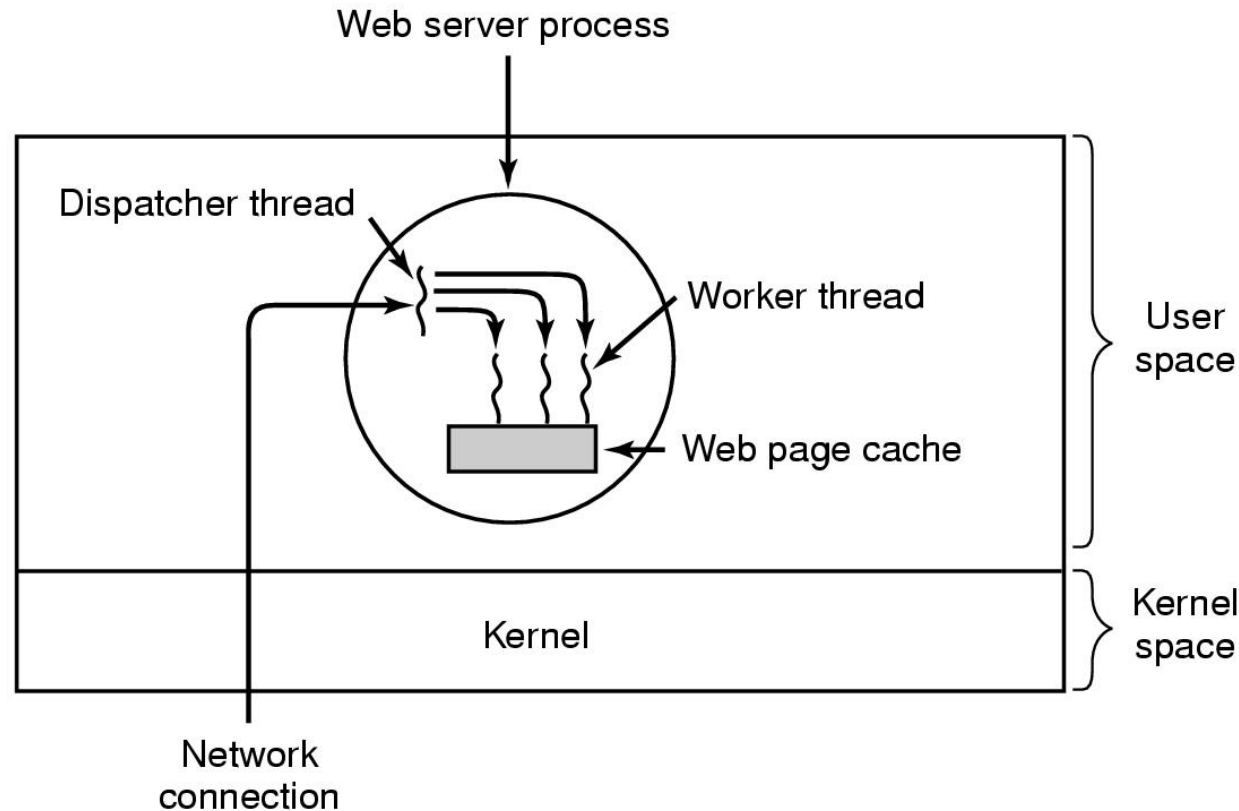 Web server process
Dispatcher thread
Worker thread
User
space
Web page cache
Kernel
Kernel
space
Network
connection